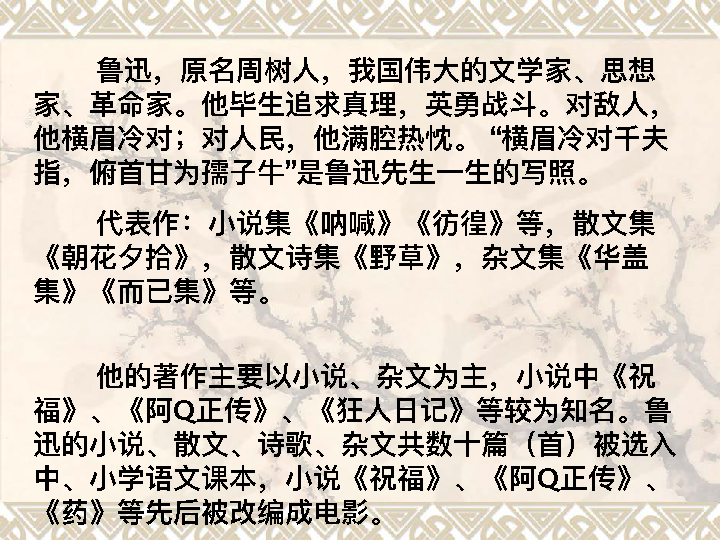 鲁迅，原名周树人，我国伟大的文学家、思想
家、革命家。他毕生追求真理，英勇战斗。对敌人，
他横眉冷对；对人民，他满腔热忱。“横眉冷对千夫
指，俯首甘为孺子牛”是鲁迅先生一生的写照。
代表作：小说集《呐喊》《彷徨》等，散文集
《朝花夕拾》，散文诗集《野草》，杂文集《华盖
集》《而已集》等。
他的著作主要以小说、杂文为主，小说中《祝
福》、《阿Q正传》、《狂人日记》等较为知名。鲁
迅的小说、散文、诗歌、杂文共数十篇（首）被选入
中、小学语文课本，小说《祝福》、《阿Q正传》、
《药》等先后被改编成电影。